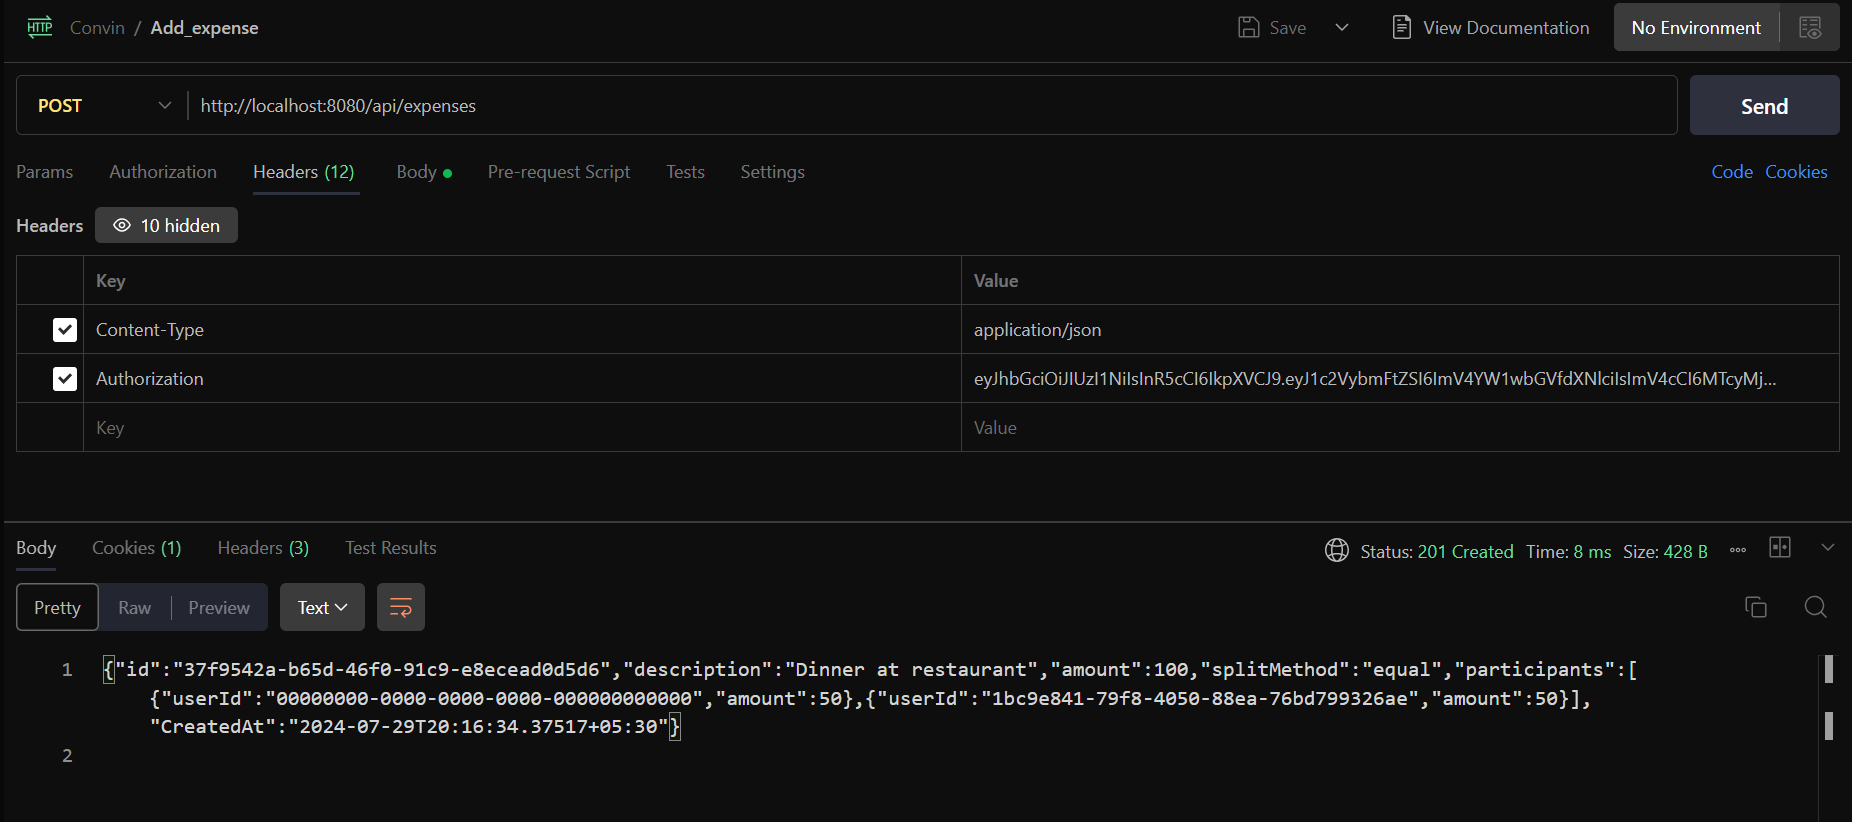 HTTP Convin / Add_expense Save View Documentation No Environment
POST http://localhost:8080/api/expenses Send
Params Authorization Headers (12) Body Pre-request Script Tests Settings Code Cookies
Headers 10 hidden
Key Value
Content-Type application/json
Authorization eyJhbGciOiJIUzI1NiIsInR5cCI6IkpXVCJ9.eyJ1c2VybmFtZSI6ImV4YW1wbGVfdXNlciIsImV4cCI6MTcyMj...
Key Value
Body Cookies (1) Headers (3) Test Results Status: 201 Created Time: 8 ms Size: 428 B
Pretty Raw Preview Text
1 {"id":"37f9542a-b65d-46f0-91c9-e8ecead0d5d6","description":"Dinner at restaurant","amount":100,"splitMethod":"equal","participants":[
{"userId":"00000000-0000-0000-0000-000000000000","amount":50},{"userId":"1bc9e841-79f8-4050-88ea-76bd799326ae","amount":50}],
"CreatedAt":"2024-07-29T20:16:34.37517+05:30"}
2